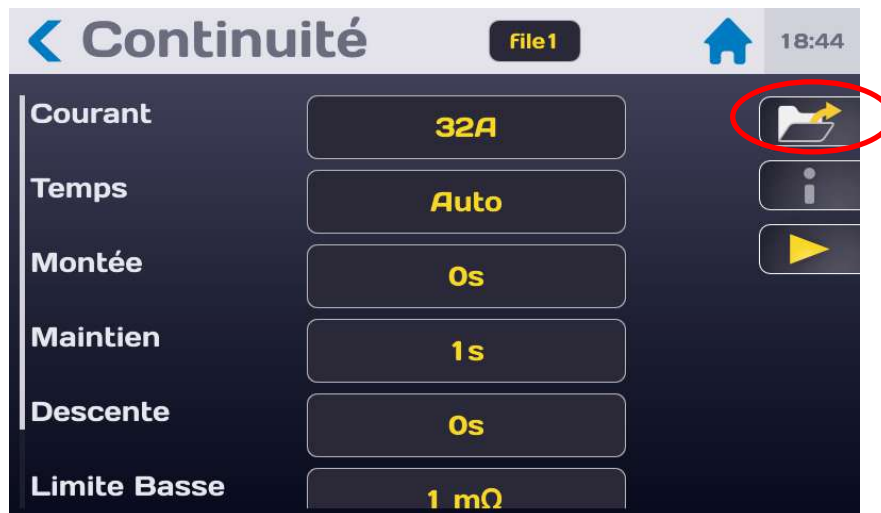 Continuité file1 18:44
Courant 32A
Temps Auto
Montée 0s
Maintien 1s
Descente 0s
Limite Basse 1 mΩ